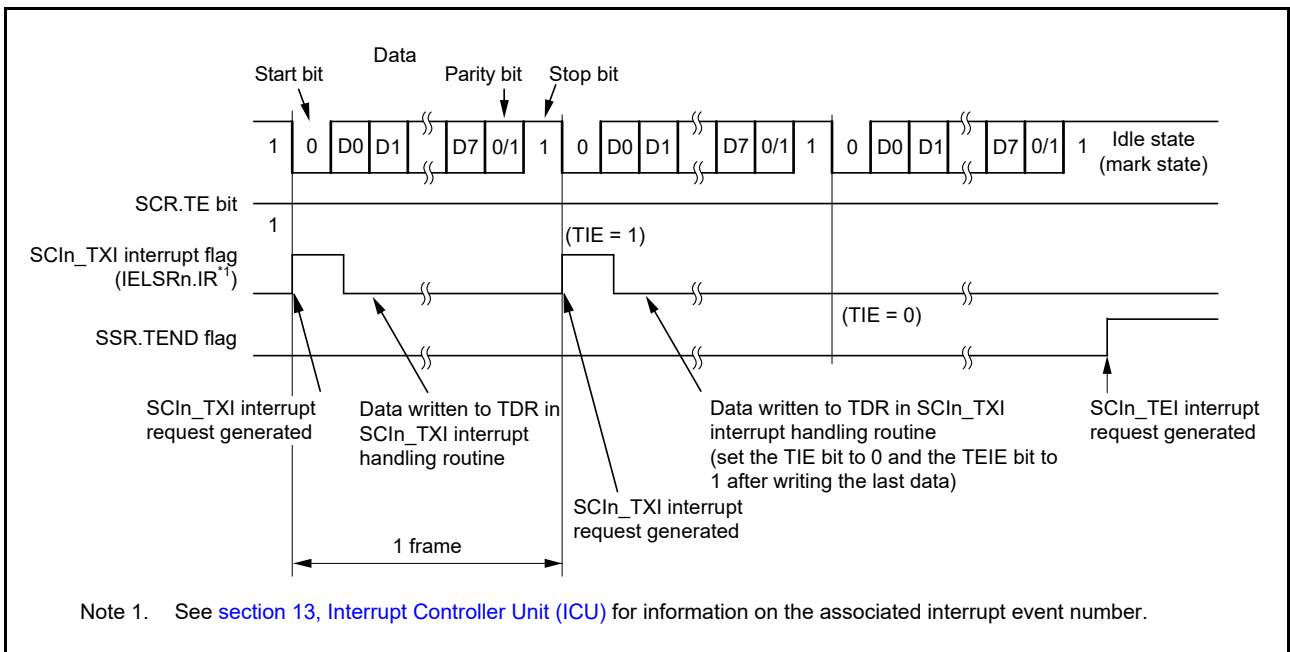 Data
Start bit
Parity bit
Stop bit
1 0 D0 D1 D7 0/1 1 0 D0 D1 D7 0/1 1 0 D0 D1 D7 0/1 1
Idle state
(mark state)
SCR.TE bit
1
(TIE = 1)
SCIn_TXI interrupt flag
(IELSRn.IR*1)
(TIE = 0)
SSR.TEND flag
SCIn_TXI interrupt
request generated
Data written to TDR in
SCIn_TXI interrupt
handling routine
Data written to TDR in SCIn_TXI
interrupt handling routine
(set the TIE bit to 0 and the TEIE bit to
1 after writing the last data)
SCIn_TEI interrupt
request generated
SCIn_TXI interrupt
request generated
1 frame
Note 1. See section 13, Interrupt Controller Unit (ICU) for information on the associated interrupt event number.